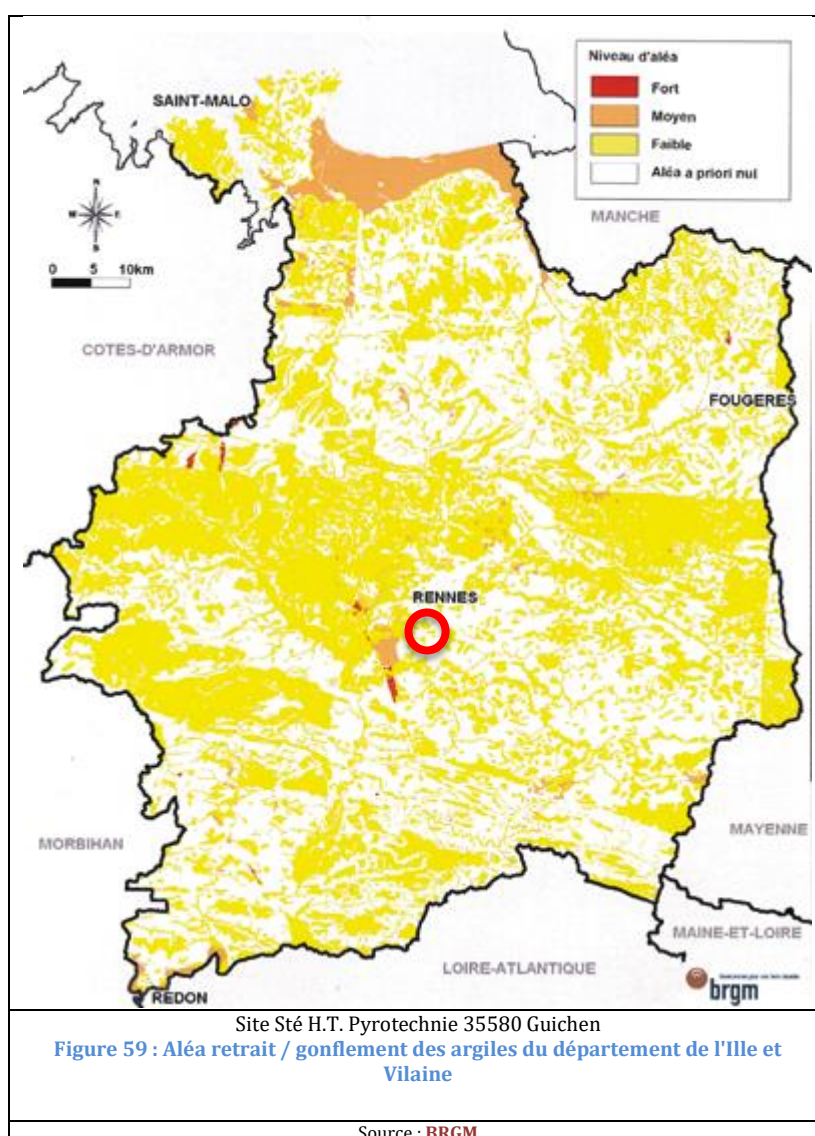 Niveau d'aléa
Fort
Moyen
Faible
Aléa a priori nul
SAINT-MALO
N
E
S
0 5 10km
MANCHE
COTES-D'ARMOR
FOUGERES
RENNES
MORBIHAN
MAYENNE
MAINE-ET-LOIRE
LOIRE-ATLANTIQUE
REDON
brgm
Site Sté H.T. Pyrotechnie 35580 Guichen
Figure 59 : Aléa retrait / gonflement des argiles du département de l'Ille et
Vilaine
Source : BRGM